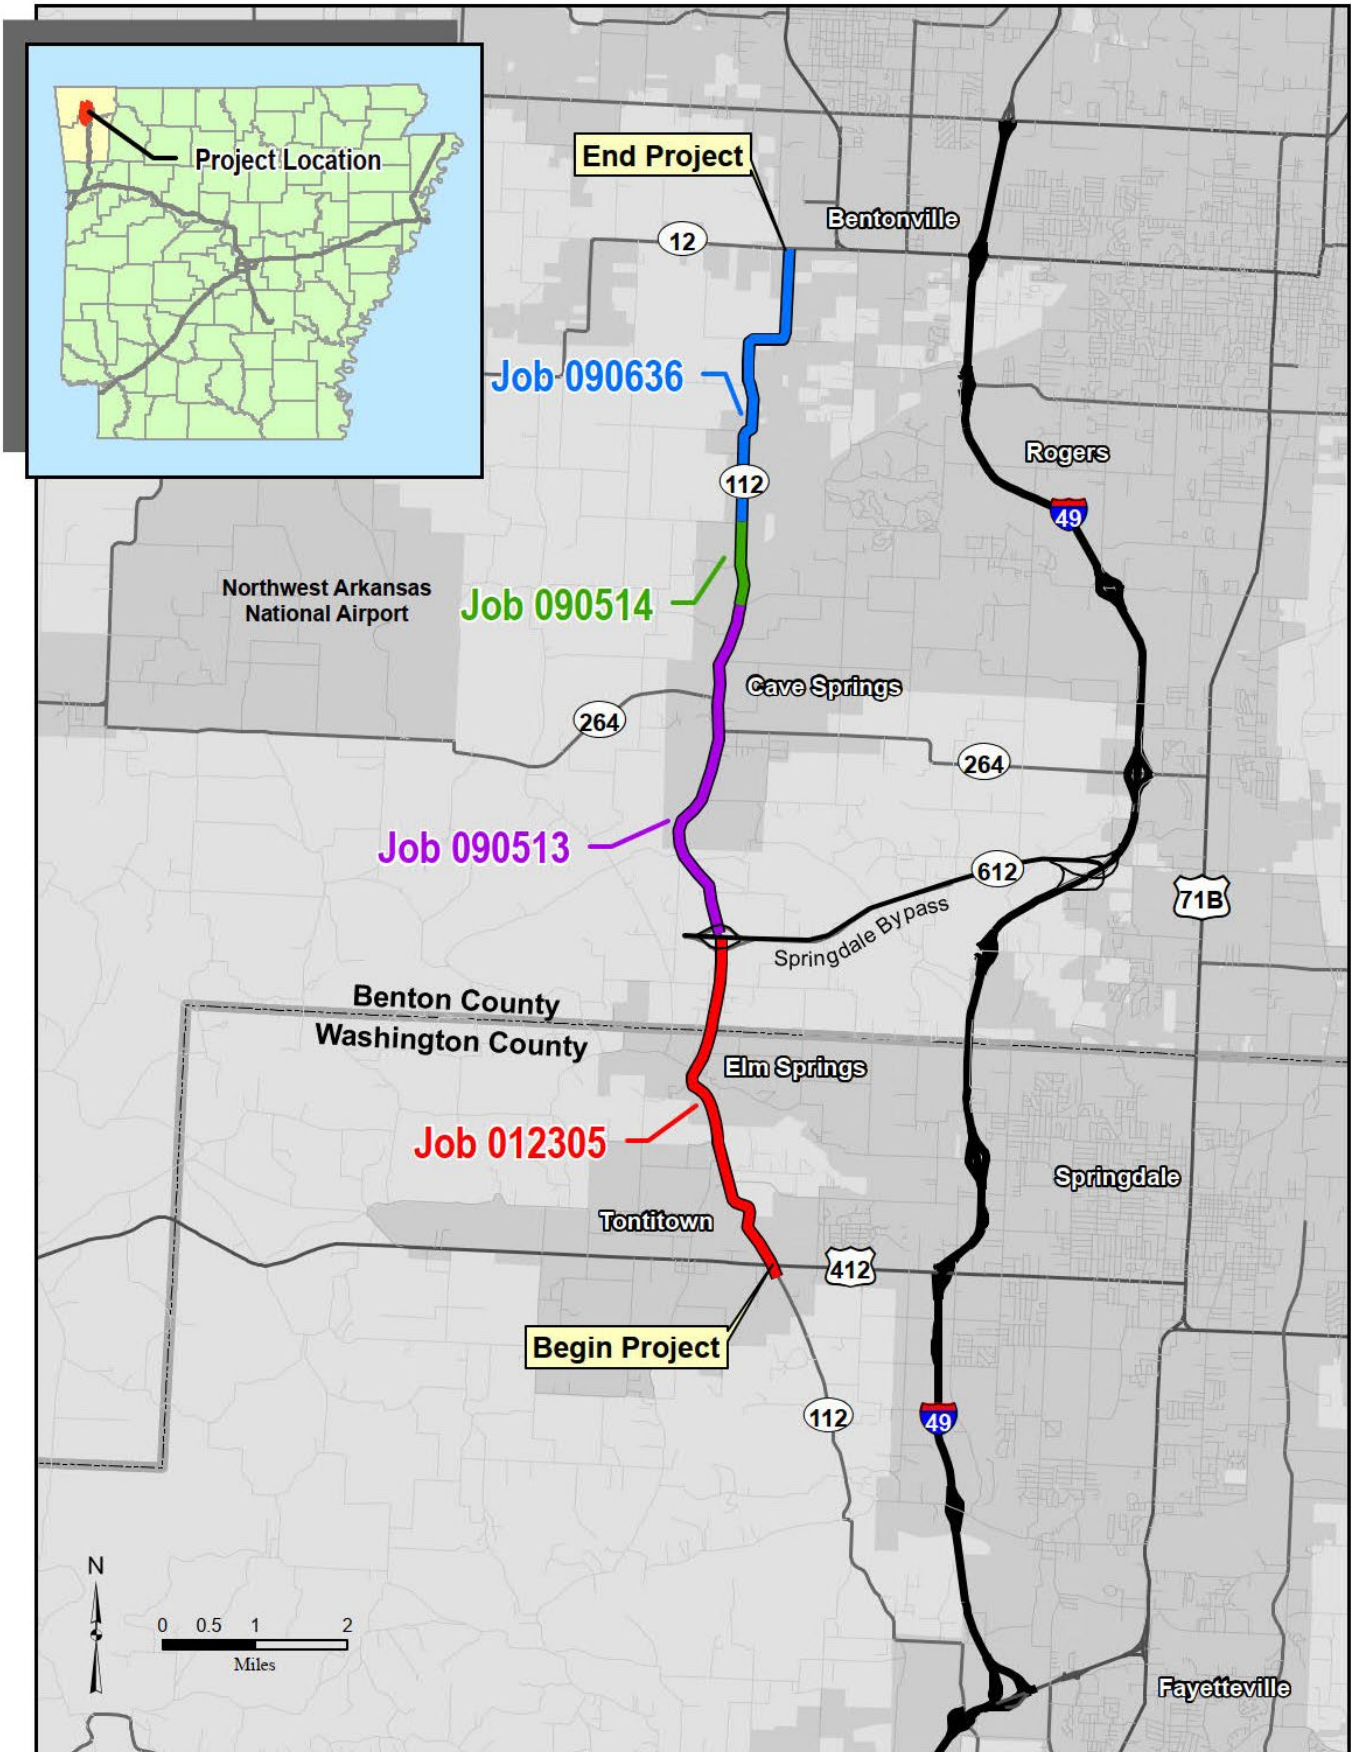 Project Location
End Project
Bentonville
12
Job 090636
Rogers
112
49
Northwest Arkansas
National Airport
Job 090514
Cave Springs
264
264
Job 090513
612
71B
Springdale Bypass
Benton County
Washington County
Elm Springs
Job 012305
Springdale
Tontitown
412
Begin Project
112
49
N
0 0.5 1 2
Miles
Fayetteville